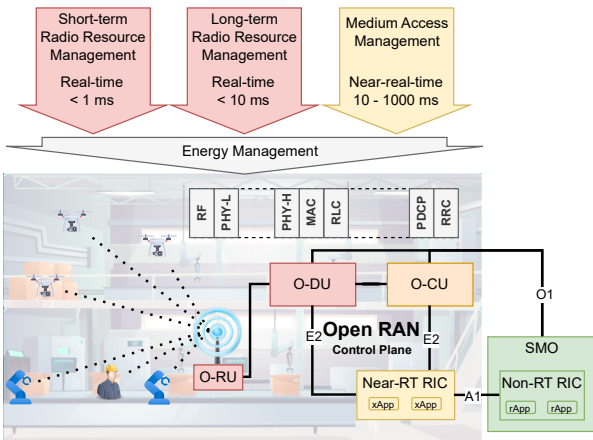 Short-term
Radio Resource
Management
Real-time
< 1 ms
Long-term
Radio Resource
Management
Real-time
< 10 ms
Medium Access
Management
Near-real-time
10 - 1000 ms
Energy Management
RF
PHY-L
PHY-H
MAC
RLC
PDCP
RRC
O-DU
O-CU
O1
E2
Open RAN
Control Plane
E2
O-RU
SMO
Near-RT RIC
xApp
xApp
A1
Non-RT RIC
rApp
rApp